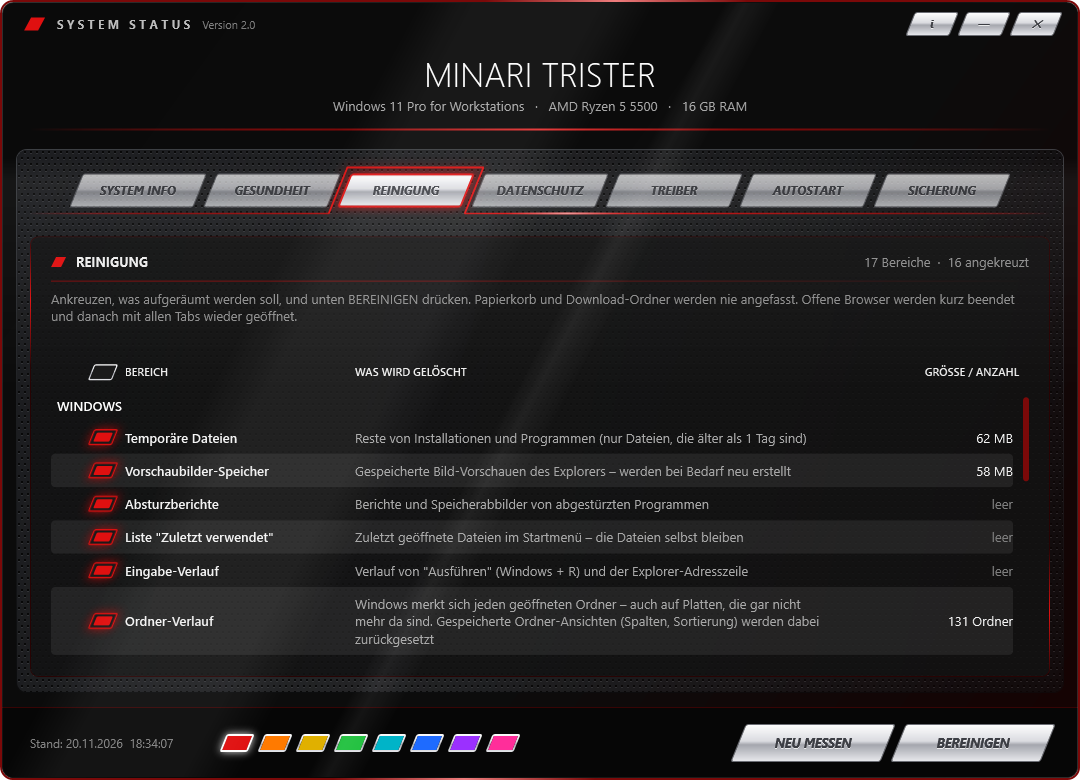 SYSTEM STATUS Version 2.0
i — ✕
MINARI TRISTER
Windows 11 Pro for Workstations · AMD Ryzen 5 5500 · 16 GB RAM
SYSTEM INFO GESUNDHEIT REINIGUNG DATENSCHUTZ TREIBER AUTOSTART SICHERUNG
REINIGUNG 17 Bereiche · 16 angekreuzt
Ankreuzen, was aufgeräumt werden soll, und unten BEREINIGEN drücken. Papierkorb und Download-Ordner werden nie angefasst. Offene Browser werden kurz beendet
und danach mit allen Tabs wieder geöffnet.
BEREICH WAS WIRD GELÖSCHT GRÖSSE / ANZAHL
WINDOWS
Temporäre Dateien Reste von Installationen und Programmen (nur Dateien, die älter als 1 Tag sind) 62 MB
Vorschaubilder-Speicher Gespeicherte Bild-Vorschauen des Explorers – werden bei Bedarf neu erstellt 58 MB
Absturzberichte Berichte und Speicherabbilder von abgestürzten Programmen leer
Liste "Zuletzt verwendet" Zuletzt geöffnete Dateien im Startmenü – die Dateien selbst bleiben leer
Eingabe-Verlauf Verlauf von "Ausführen" (Windows + R) und der Explorer-Adresszeile leer
Windows merkt sich jeden geöffneten Ordner – auch auf Platten, die gar nicht
Ordner-Verlauf mehr da sind. Gespeicherte Ordner-Ansichten (Spalten, Sortierung) werden dabei 131 Ordner
zurückgesetzt
Stand: 20.11.2026 18:34:07 NEU MESSEN BEREINIGEN